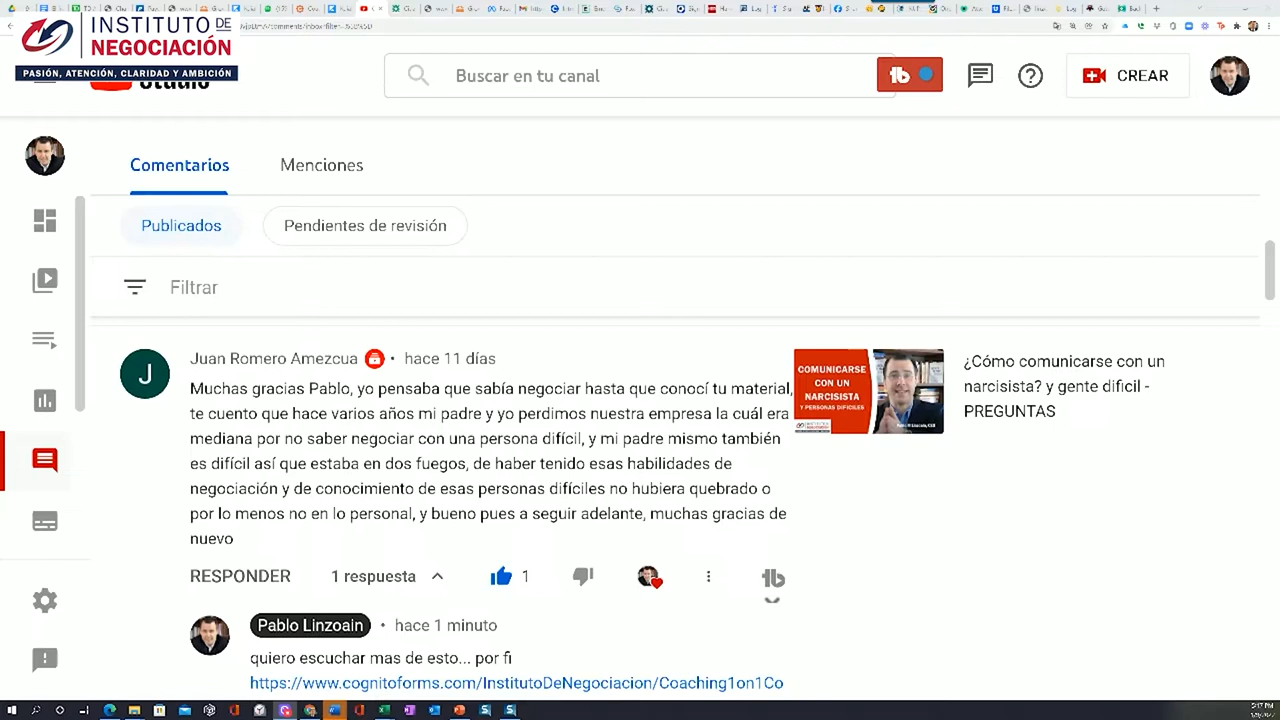 INSTITUTO DE
NEGOCIACIÓN
PASIÓN, ATENCIÓN, CLARIDAD Y AMBICIÓN
Studio
Buscar en tu canal
CREAR
Comentarios
Menciones
Publicados
Pendientes de revisión
Filtrar
Juan Romero Amezcua • hace 11 días
Muchas gracias Pablo, yo pensaba que sabía negociar hasta que conocí tu material,
te cuento que hace varios años mi padre y yo perdimos nuestra empresa la cuál era
mediana por no saber negociar con una persona difícil, y mi padre mismo también
es difícil así que estaba en dos fuegos, de haber tenido esas habilidades de
negociación y de conocimiento de esas personas difíciles no hubiera quebrado o
por lo menos no en lo personal, y bueno pues a seguir adelante, muchas gracias de
nuevo
COMUNICARSE
CON UN
NARCISISTA
Y PERSONAS DIFICILES
¿Cómo comunicarse con un
narcisista? y gente dificil -
PREGUNTAS
RESPONDER
1 respuesta
1
Pablo Linzoain • hace 1 minuto
quiero escuchar mas de esto... por fi
https://www.cognitoforms.com/InstitutoDeNegociacion/Coaching1on1Co
5:17 PM